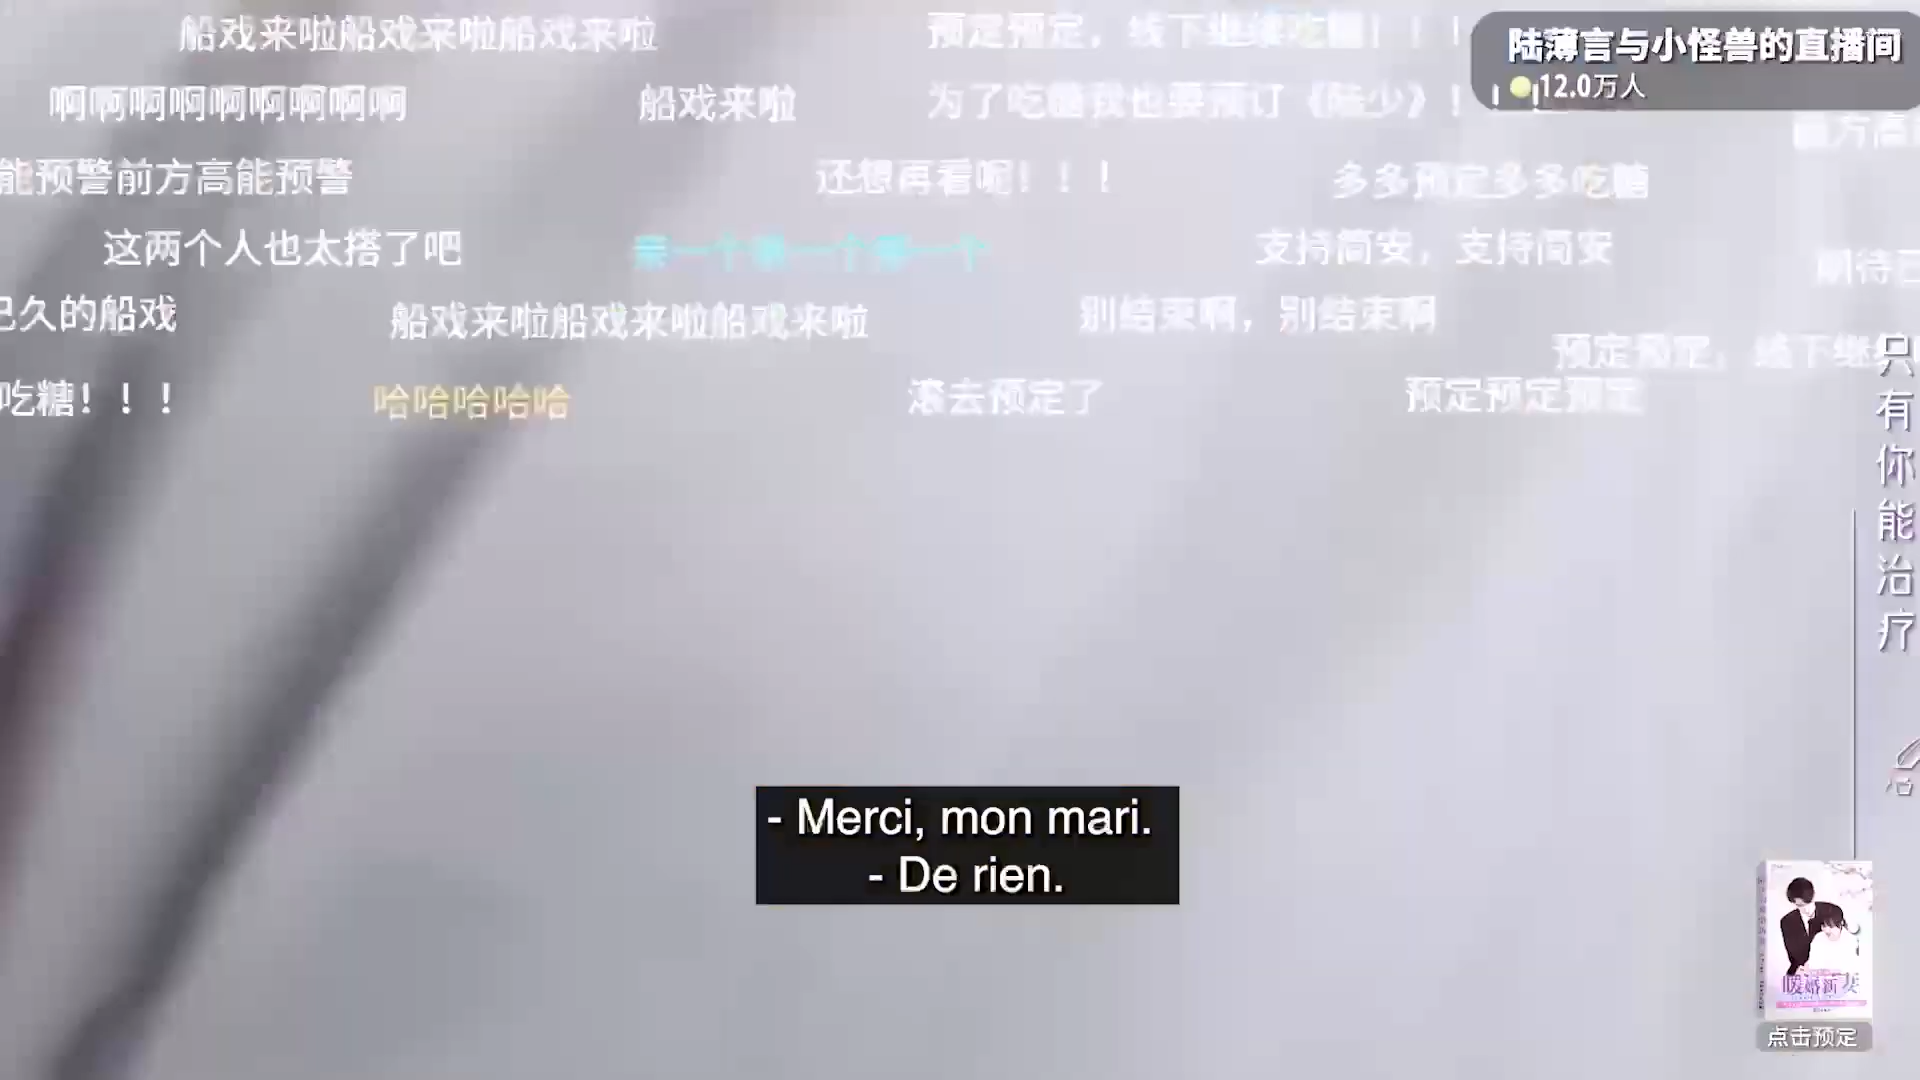 船戏来啦船戏来啦船戏来啦
预定预定，线下继续吃糖！！！
陆薄言与小怪兽的直播间
12.0万人
啊啊啊啊啊啊啊啊啊
船戏来啦
为了吃糖我也要预订《陆少》！！！
能预警前方高能预警
还想再看呢！！！
多多预定多多吃糖
这两个人也太搭了吧
支持简安，支持简安
期待已
已久的船戏
船戏来啦船戏来啦船戏来啦
别结束啊，别结束啊
预定预定，线下继续
吃糖！！！
哈哈哈哈哈
滚去预定了
预定预定预定
只有你能治疗
- Merci, mon mari.
- De rien.
暖婚新妻
点击预定